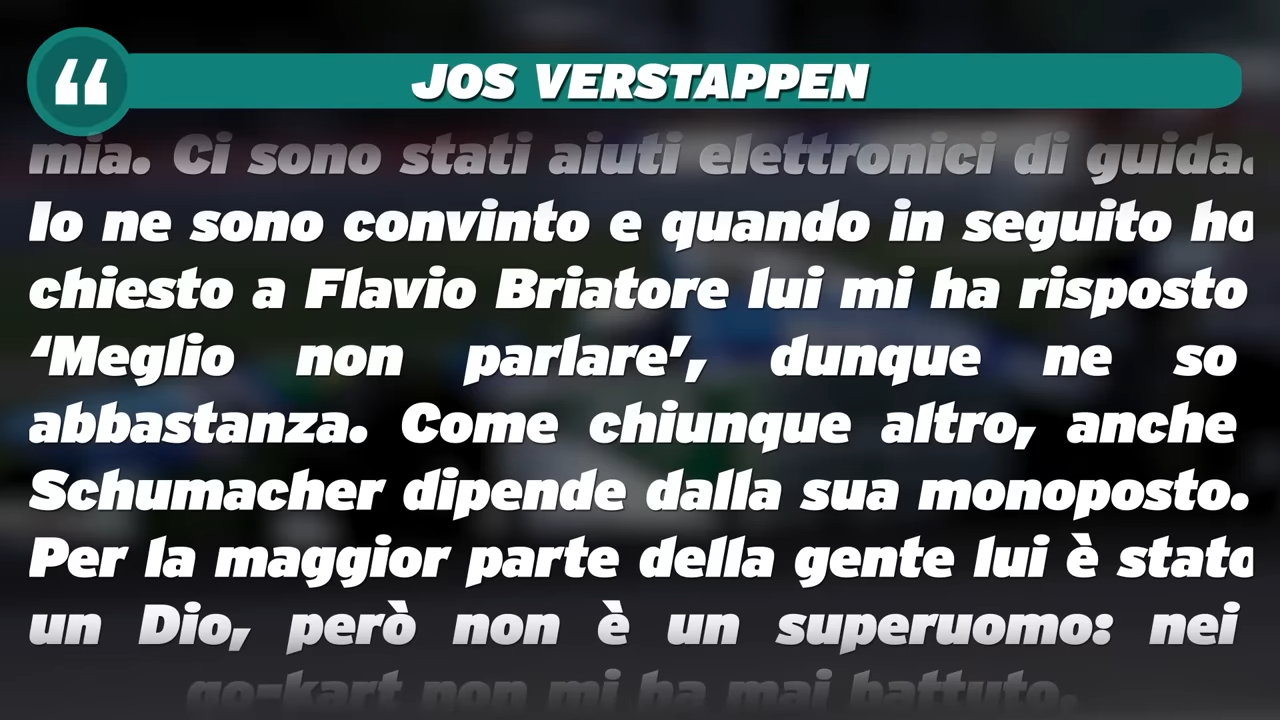 “
JOS VERSTAPPEN
mia. Ci sono stati aiuti elettronici di guida.
Io ne sono convinto e quando in seguito ho
chiesto a Flavio Briatore lui mi ha risposto
‘Meglio non parlare’, dunque ne so
abbastanza. Come chiunque altro, anche
Schumacher dipende dalla sua monoposto.
Per la maggior parte della gente lui è stato
un Dio, però non è un superuomo: nei
go-kart non mi ha mai battuto.